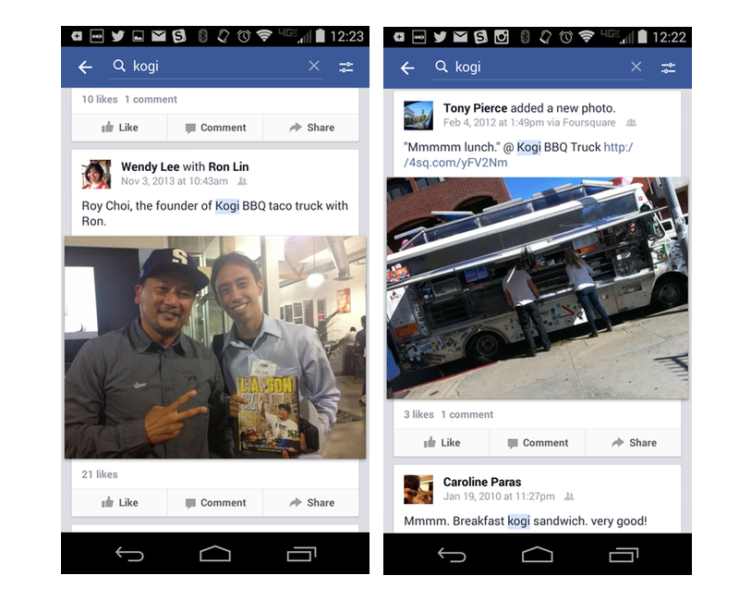 12:23
kogi
10 likes 1 comment
Like Comment Share
Wendy Lee with Ron Lin
Nov 3, 2013 at 10:43am
Roy Choi, the founder of Kogi BBQ taco truck with
Ron.
S
L.A. SON
21 likes
Like Comment Share
4G 12:22
kogi
Tony Pierce added a new photo.
Feb 4, 2012 at 1:49pm via Foursquare
"Mmmmm lunch." @ Kogi BBQ Truck http:/
/4sq.com/yFV2Nm
3 likes 1 comment
Like Comment Share
Caroline Paras
Jan 19, 2010 at 11:27pm
Mmmm. Breakfast kogi sandwich. very good!